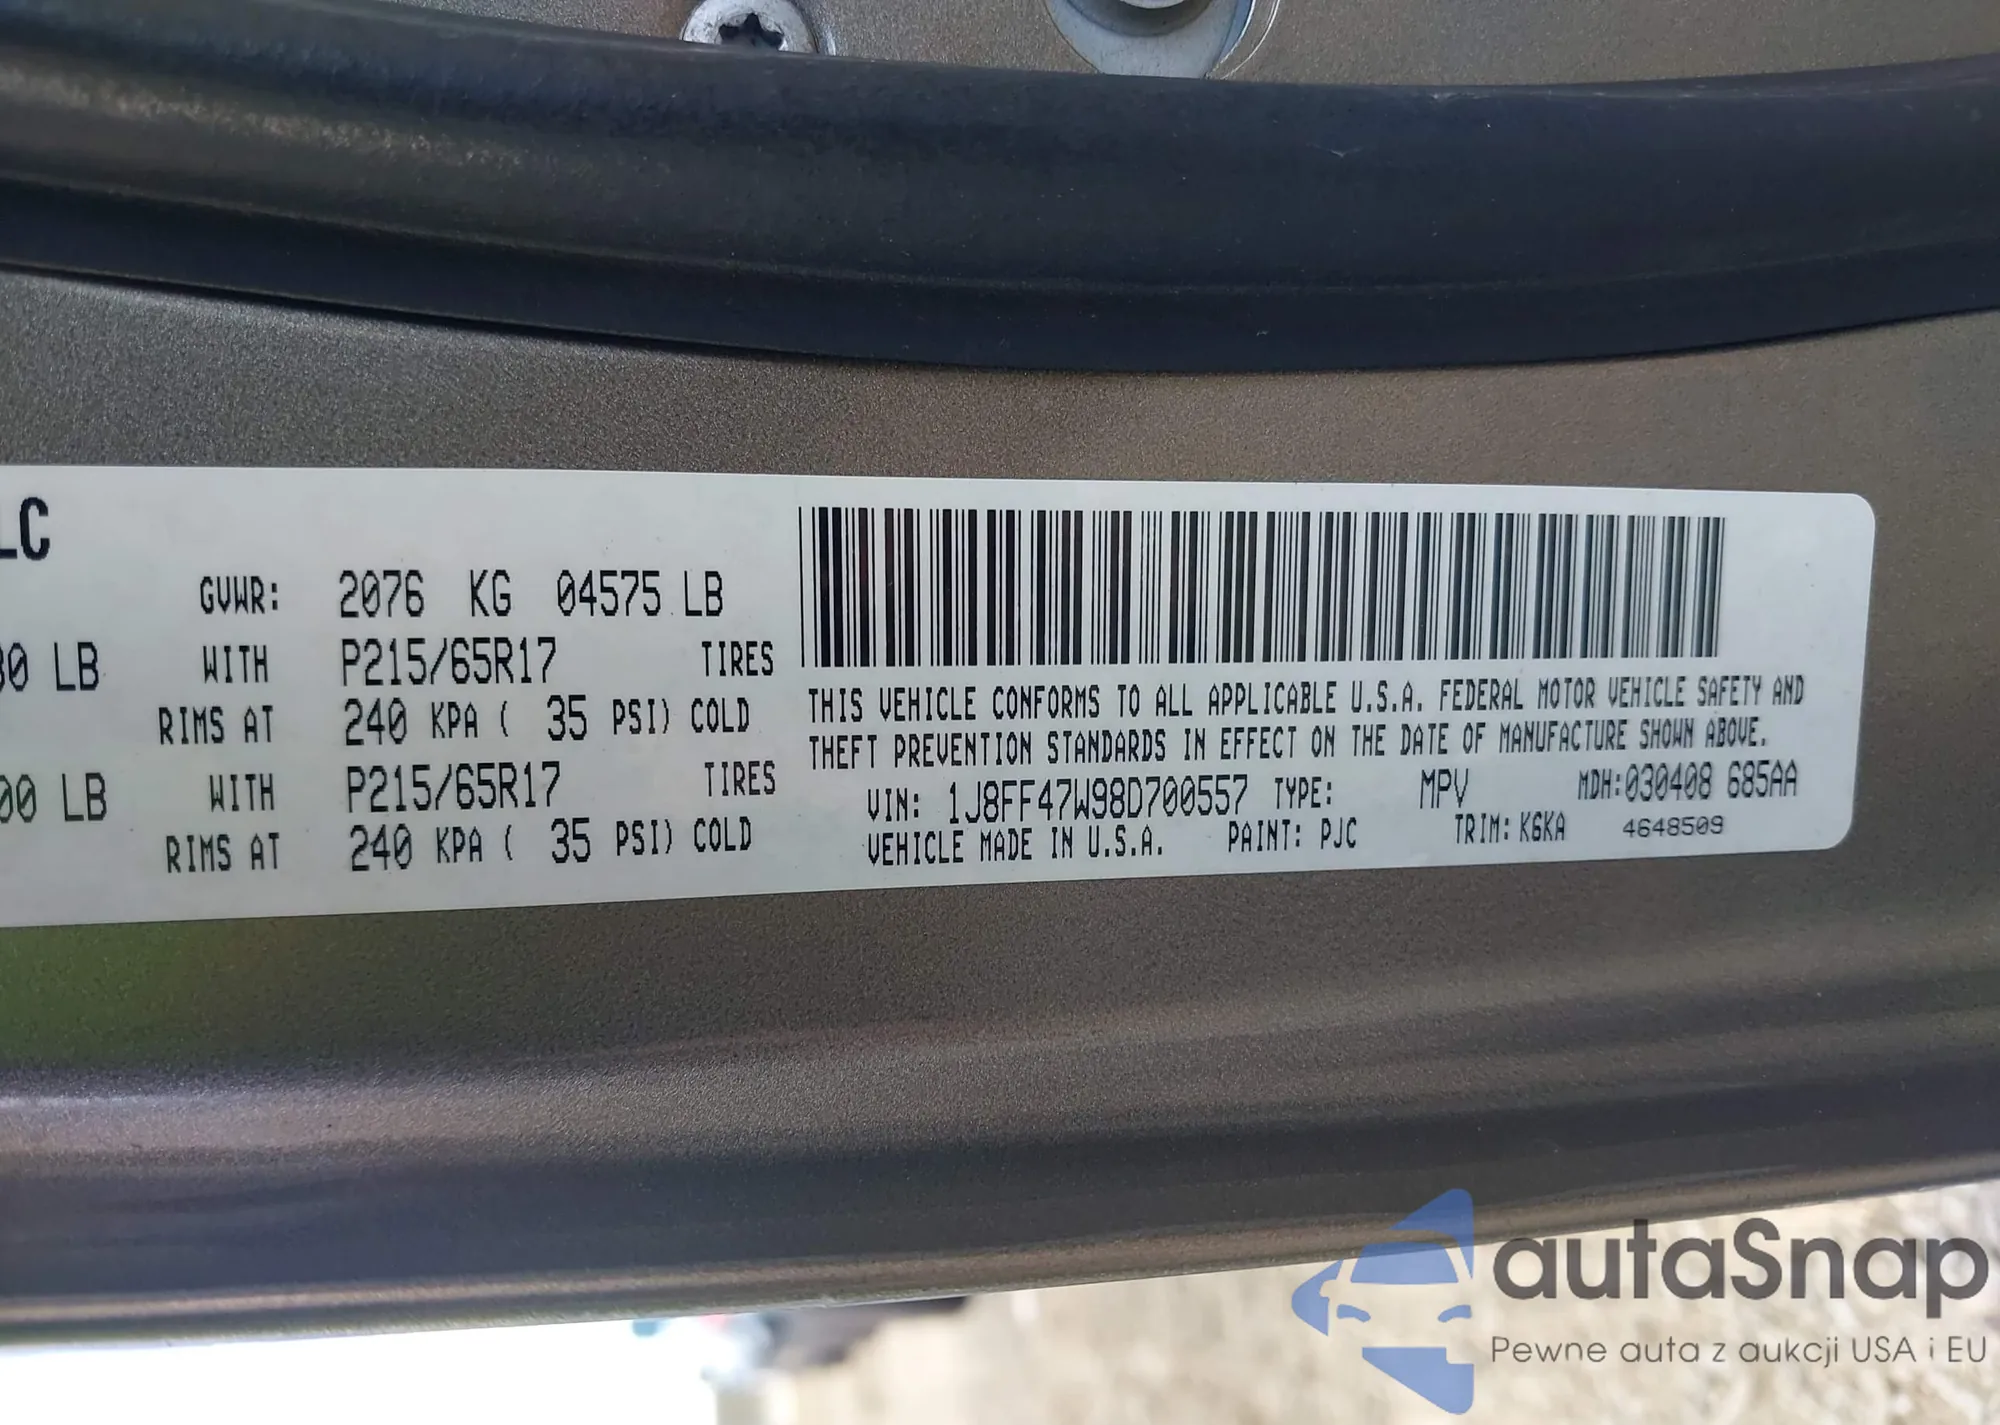 LC
GVWR: 2076 KG 04575 LB
30 LB WITH P215/65R17 TIRES
RIMS AT 240 KPA ( 35 PSI) COLD
00 LB WITH P215/65R17 TIRES
RIMS AT 240 KPA ( 35 PSI) COLD
THIS VEHICLE CONFORMS TO ALL APPLICABLE U.S.A. FEDERAL MOTOR VEHICLE SAFETY AND
THEFT PREVENTION STANDARDS IN EFFECT ON THE DATE OF MANUFACTURE SHOWN ABOVE.
VIN: 1J8FF47W98D700557 TYPE: MPV MDH:030408 685AA
VEHICLE MADE IN U.S.A. PAINT: PJC TRIM: K6KA 4648509
autaSnap
Pewne auta z aukcji USA i EU